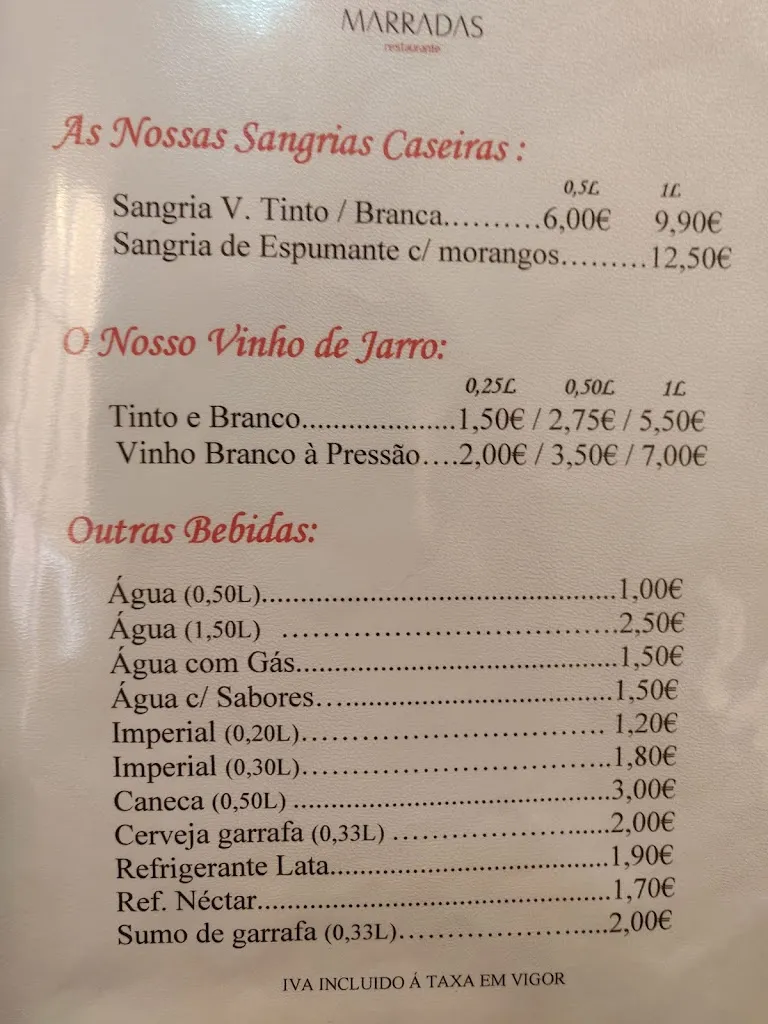 MARRADAS
restaurante
As Nossas Sangrias Caseiras :
0,5L 1L
Sangria V. Tinto / Branca..........6,00€ 9,90€
Sangria de Espumante c/ morangos.........12,50€
O Nosso Vinho de Jarro:
0,25L 0,50L 1L
Tinto e Branco......................1,50€ / 2,75€ / 5,50€
Vinho Branco à Pressão....2,00€ / 3,50€ / 7,00€
Outras Bebidas:
Água (0,50L)....................................................1,00€
Água (1,50L) .......................................2,50€
Água com Gás...............................................1,50€
Água c/ Sabores............................................1,50€
Imperial (0,20L)................................... 1,20€
Imperial (0,30L)....................................1,80€
Caneca (0,50L) ..............................................3,00€
Cerveja garrafa (0,33L) ...........................2,00€
Refrigerante Lata.........................................1,90€
Ref. Néctar....................................................1,70€
Sumo de garrafa (0,33L)...........................2,00€
IVA INCLUIDO Á TAXA EM VIGOR